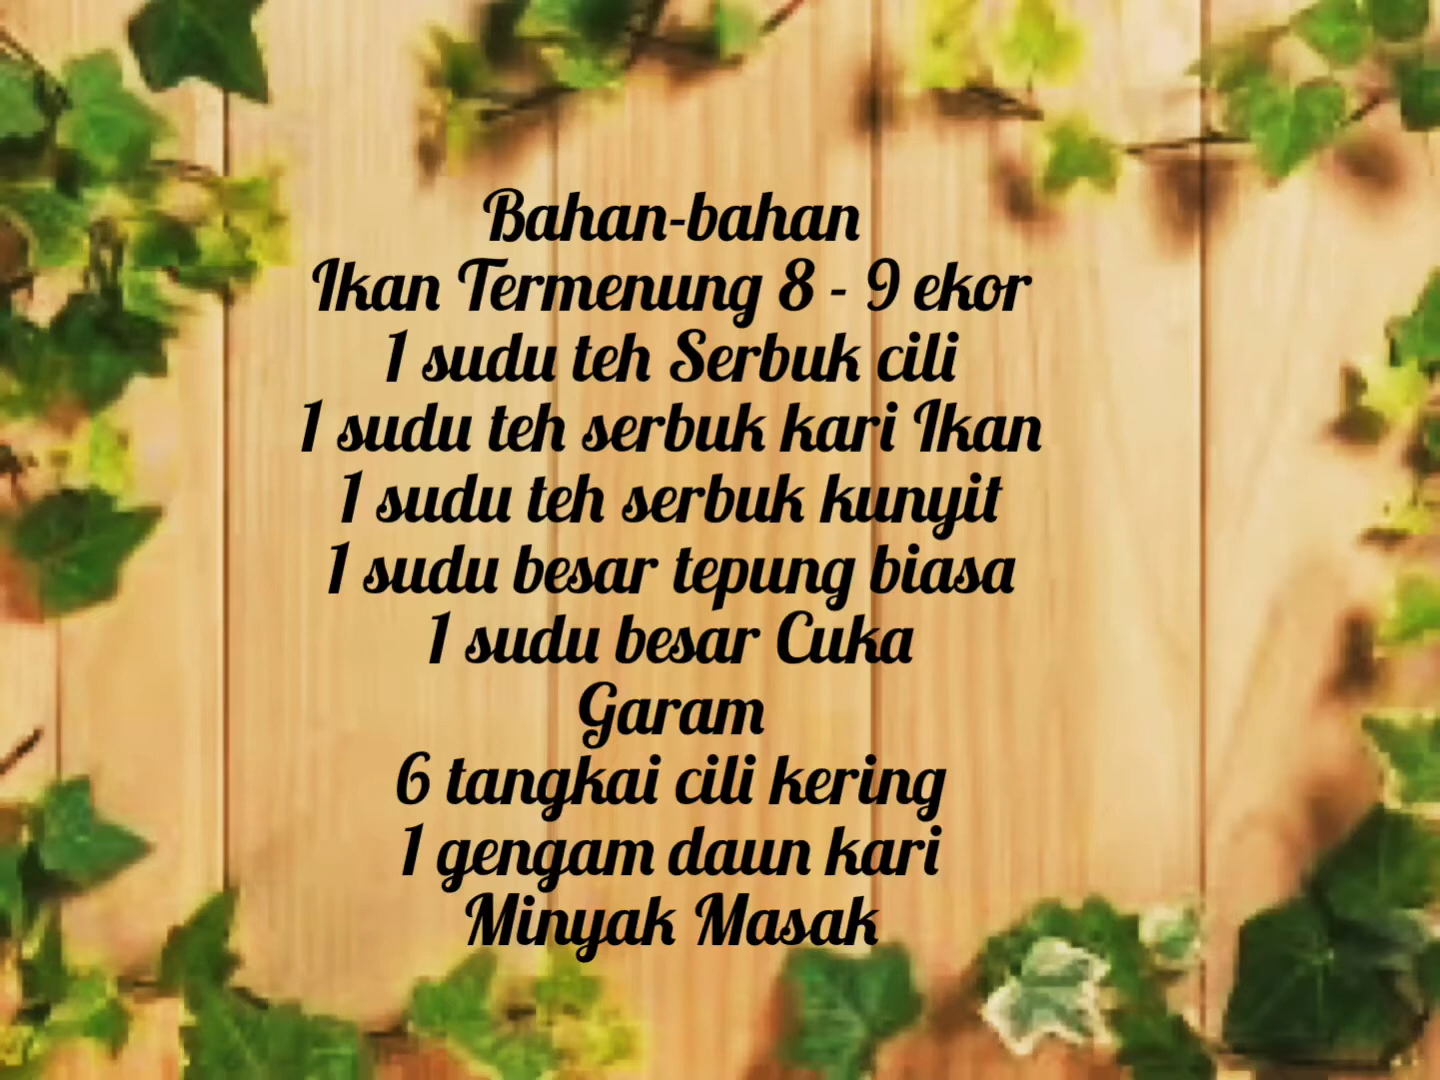 Bahan-bahan
Ikan Termenung 8 - 9 ekor
1 sudu teh Serbuk cili
1 sudu teh serbuk kari Ikan
1 sudu teh serbuk kunyit
1 sudu besar tepung biasa
1 sudu besar Cuka
Garam
6 tangkai cili kering
1 gengam daun kari
Minyak Masak